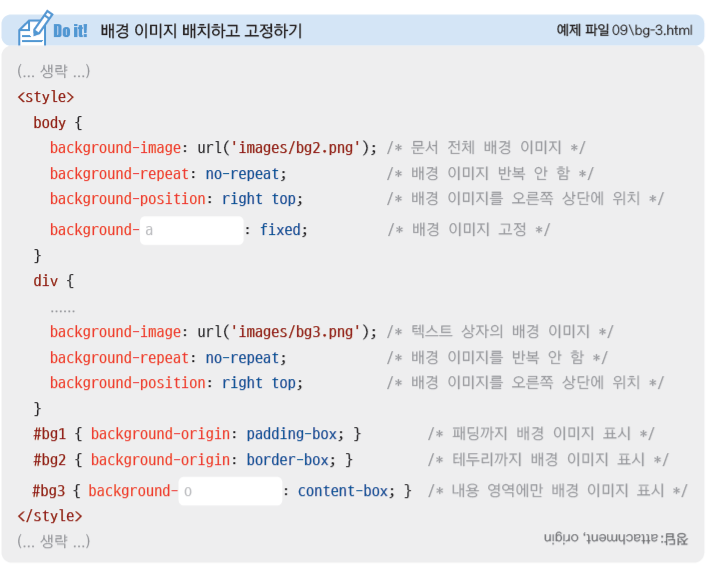 Do it! 배경 이미지 배치하고 고정하기 예제 파일 09\bg-3.html
(... 생략 ...)
<style>
body {
background-image: url('images/bg2.png'); /* 문서 전체 배경 이미지 */
background-repeat: no-repeat; /* 배경 이미지 반복 안 함 */
background-position: right top; /* 배경 이미지를 오른쪽 상단에 위치 */
background- a : fixed; /* 배경 이미지 고정 */
}
div {
......
background-image: url('images/bg3.png'); /* 텍스트 상자의 배경 이미지 */
background-repeat: no-repeat; /* 배경 이미지를 반복 안 함 */
background-position: right top; /* 배경 이미지를 오른쪽 상단에 위치 */
}
#bg1 { background-origin: padding-box; } /* 패딩까지 배경 이미지 표시 */
#bg2 { background-origin: border-box; } /* 테두리까지 배경 이미지 표시 */
#bg3 { background- o : content-box; } /* 내용 영역에만 배경 이미지 표시 */
</style>
(... 생략 ...)
정답: attachment, origin